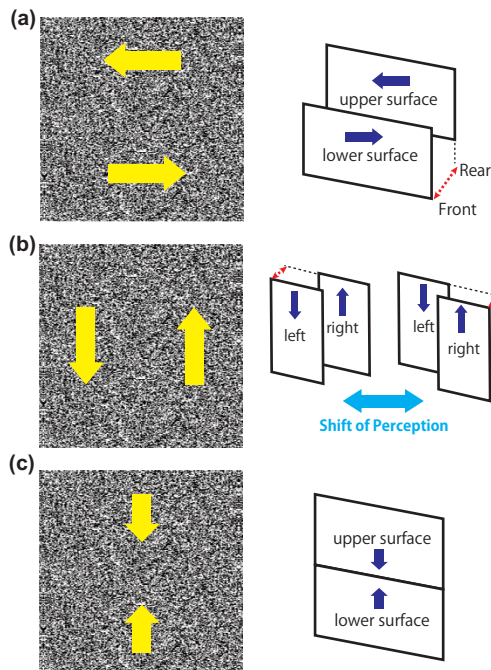 (a)
upper surface
lower surface
Rear
Front
(b)
left
right
left
right
Shift of Perception
(c)
upper surface
lower surface